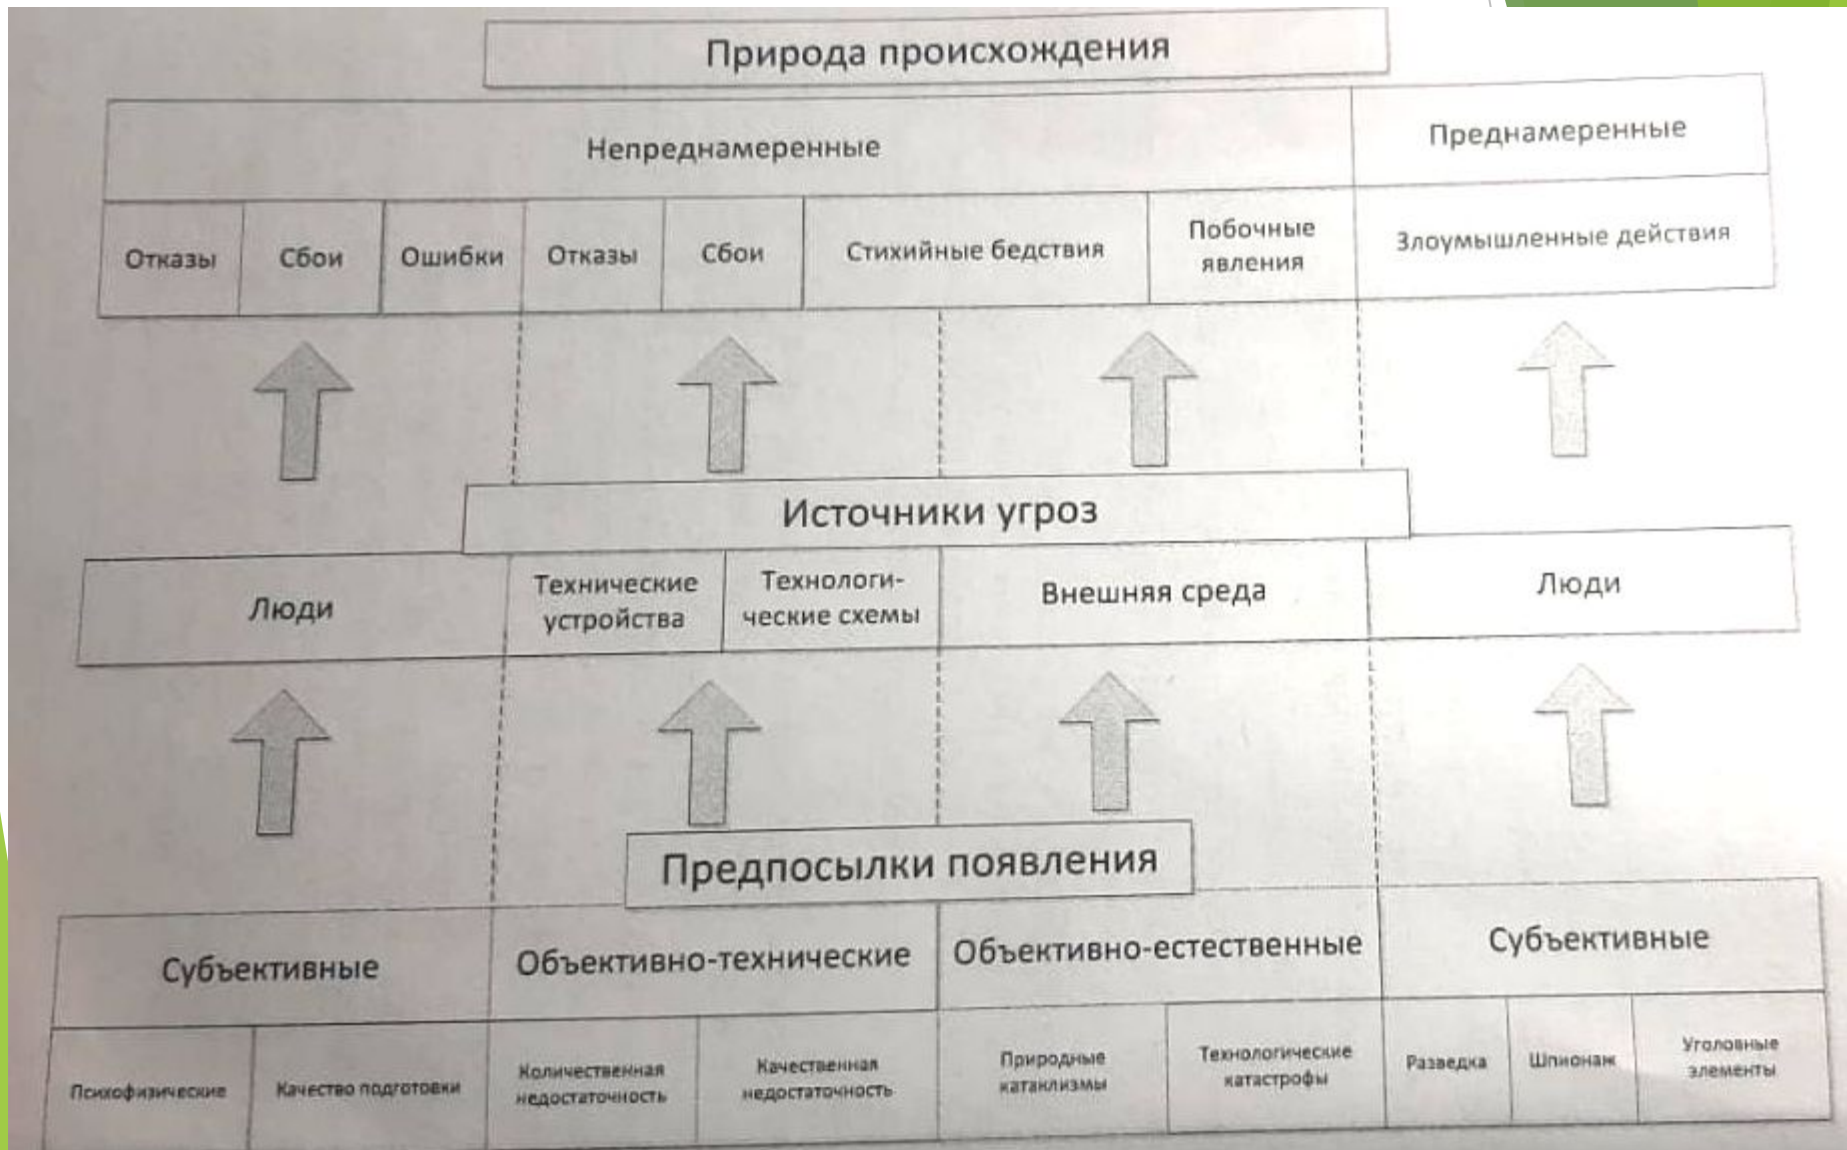 Природа происхождения
Непреднамеренные
Преднамеренные
Отказы
Сбои
Ошибки
Отказы
Сбои
Стихийные бедствия
Побочные
явления
Злоумышленные действия
Источники угроз
Люди
Технические
устройства
Технологи-
ческие схемы
Внешняя среда
Люди
Предпосылки появления
Субъективные
Объективно-технические
Объективно-естественные
Субъективные
Психофизические
Качество подготовки
Количественная
недостаточность
Качественная
недостаточность
Природные
катаклизмы
Технологические
катастрофы
Разведка
Шпионаж
Уголовные
элементы